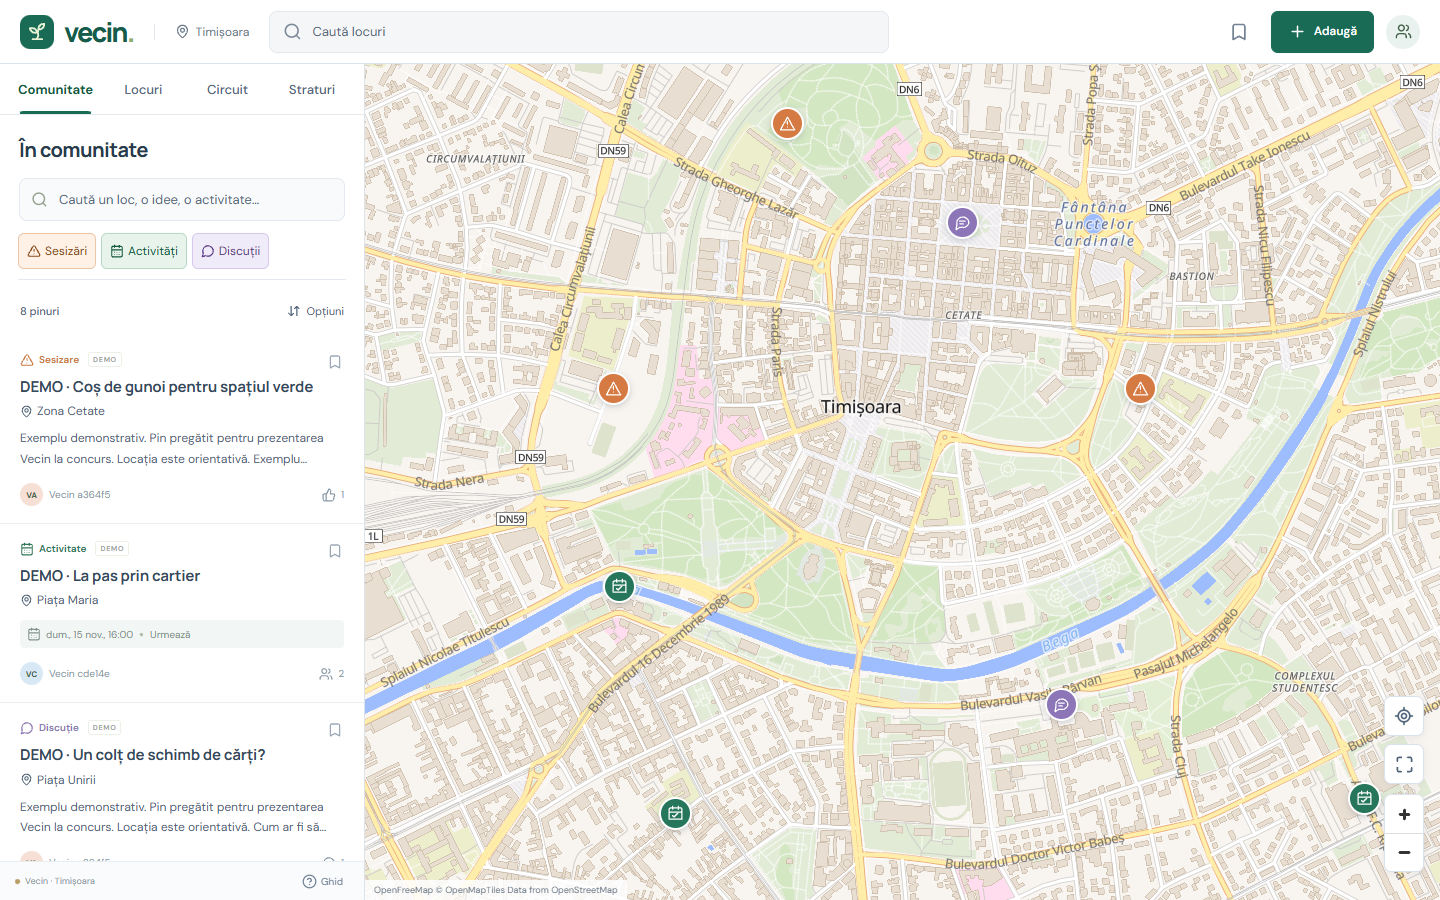 vecin.
Timișoara
Caută locuri
Adaugă
Comunitate
Locuri
Circuit
Straturi
În comunitate
Caută un loc, o idee, o activitate...
Sesizări
Activități
Discuții
8 pinuri
Opțiuni
Sesizare
DEMO
DEMO · Coș de gunoi pentru spațiul verde
Zona Cetate
Exemplu demonstrativ. Pin pregătit pentru prezentarea
Vecin la concurs. Locația este orientativă. Exemplu...
VA
Vecin a364f5
1
Activitate
DEMO
DEMO · La pas prin cartier
Piața Maria
dum., 15 nov., 16:00 • Urmează
VC
Vecin cde14e
2
Discuție
DEMO
DEMO · Un colț de schimb de cărți?
Piața Unirii
Exemplu demonstrativ. Pin pregătit pentru prezentarea
Vecin la concurs. Locația este orientativă. Cum ar fi să...
Vecin · Timișoara
Ghid
DN6
DN6
DN59
CIRCUMVALAȚIUNII
Calea Circum
Strada Gheorghe Lazăr
Strada Oituz
Strada Popa Ș
Bulevardul Take Ionescu
Fântâna
Punctelor
Cardinale
DN6
Strada Nicu Filipescu
BASTION
Calea Circumvalațiunii
CETATE
Strada Paris
Splaiul Nistrului
Timișoara
DN59
Strada Nera
DN59
1L
Splaiul Nicolae Titulescu
Bulevardul 16 Decembrie 1989
Bega
Pasajul Michelangelo
Bulevardul Vasile Pârvan
COMPLEXUL
STUDENȚESC
Strada Cluj
Bulevardul Doctor Victor Babeș
OpenFreeMap © OpenMapTiles Data from OpenStreetMap